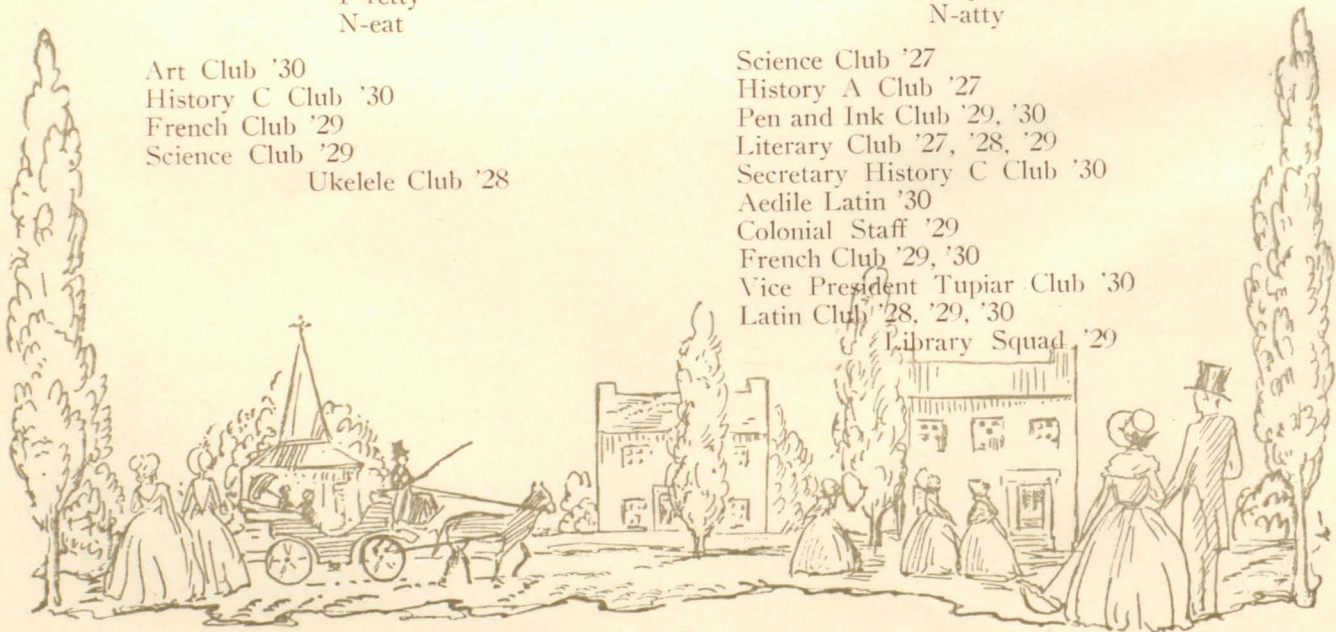 N-eat
Art Club '30
History C Club '30
French Club '29
Science Club '29
Ukelele Club '28
N-atty
Science Club '27
History A Club '27
Pen and Ink Club '29, '30
Literary Club '27, '28, '29
Secretary History C Club '30
Aedile Latin '30
Colonial Staff '29
French Club '29, '30
Vice President Tupiar Club '30
Latin Club '28, '29, '30
Library Squad '29